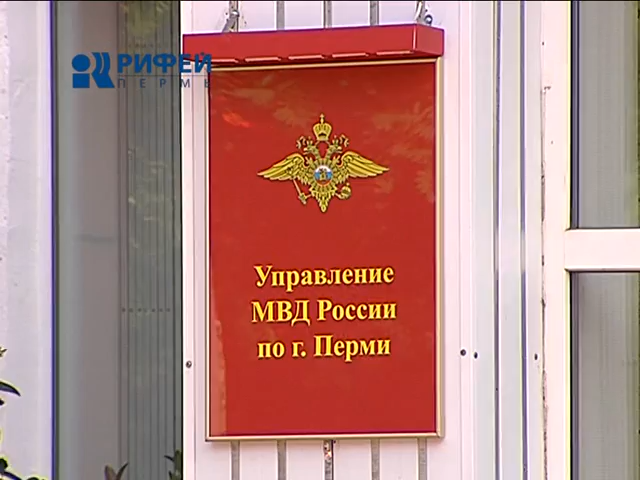 РИФЕЙ
ПЕРМЬ
Управление
МВД России
по г. Перми